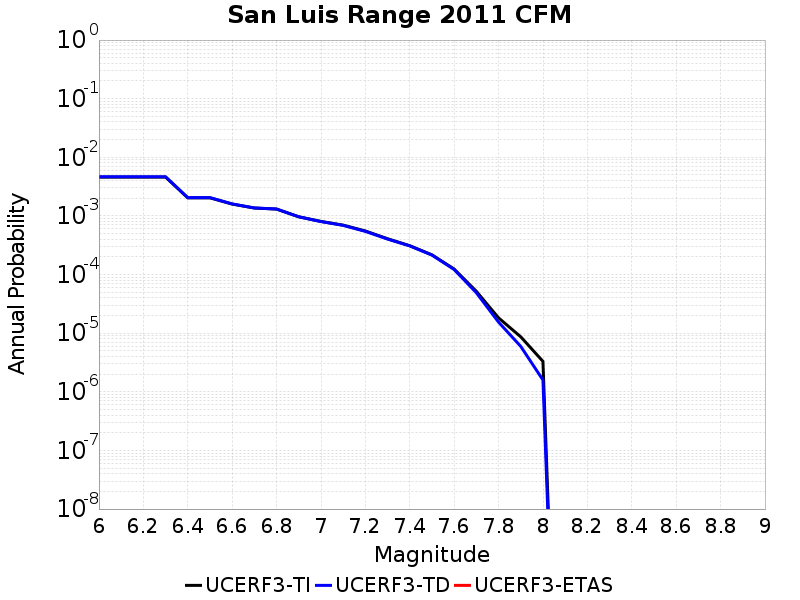 San Luis Range 2011 CFM
10^0
10^-1
10^-2
10^-3
10^-4
10^-5
10^-6
10^-7
10^-8
Annual Probability
6 6.2 6.4 6.6 6.8 7 7.2 7.4 7.6 7.8 8 8.2 8.4 8.6 8.8 9
Magnitude
UCERF3-TI UCERF3-TD UCERF3-ETAS